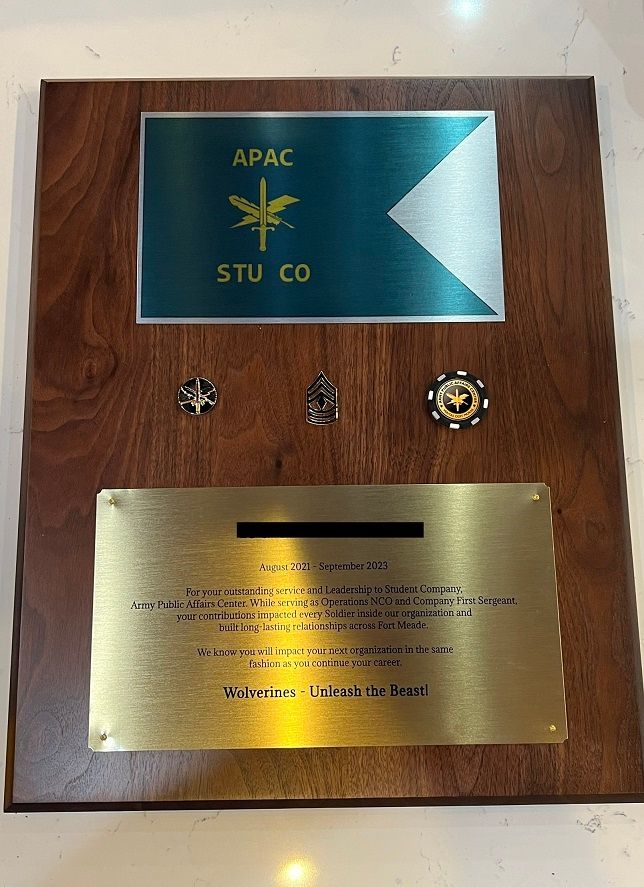 APAC
STU CO
August 2021 - September 2023
For your outstanding service and Leadership to Student Company,
Army Public Affairs Center. While serving as Operations NCO and Company First Sergeant,
your contributions impacted every Soldier inside our organization and
built long-lasting relationships across Fort Meade.
We know you will impact your next organization in the same
fashion as you continue your career.
Wolverines - Unleash the Beast!